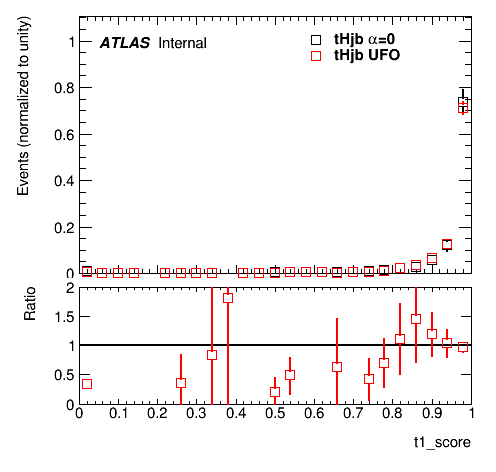 ATLAS Internal
tHjb α=0
tHjb UFO
Events (normalized to unity)
1
0.8
0.6
0.4
0.2
0
Ratio
2
1.5
1
0.5
0
0 0.1 0.2 0.3 0.4 0.5 0.6 0.7 0.8 0.9 1
t1_score